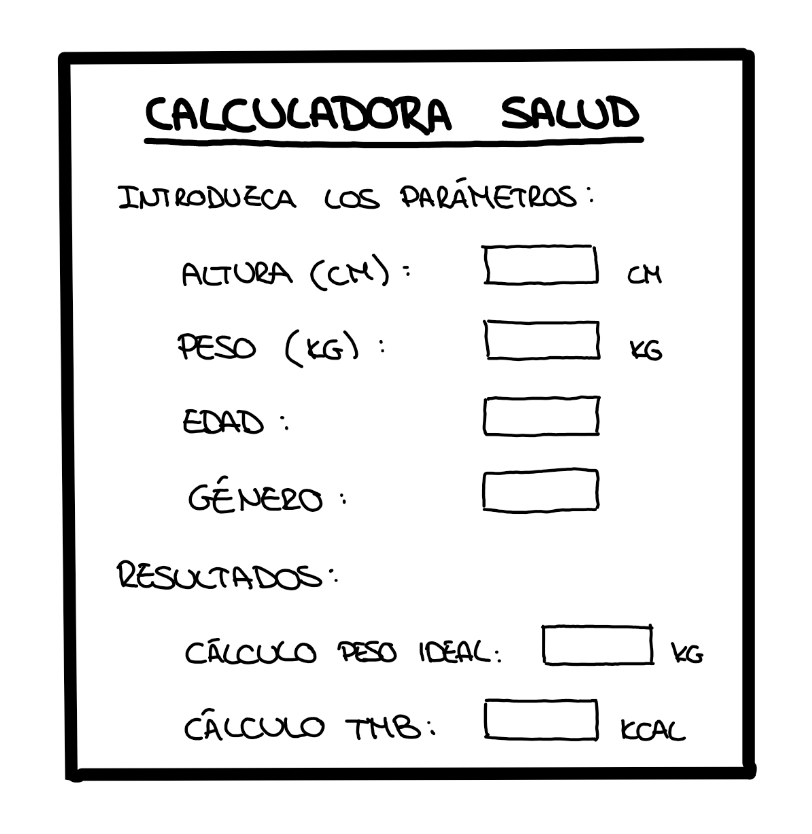 CALCULADORA SALUD
INTRODUZCA LOS PARÁMETROS:
ALTURA (CM): CM
PESO (KG): KG
EDAD:
GÉNERO:
RESULTADOS:
CÁLCULO PESO IDEAL: KG
CÁLCULO TMB: KCAL